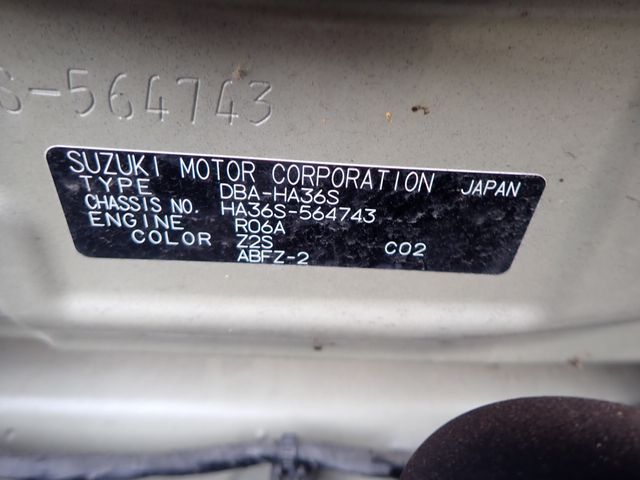 S-564743
SUZUKI MOTOR CORPORATION JAPAN
TYPE DBA-HA36S
CHASSIS NO. HA36S-564743
ENGINE R06A
COLOR Z2S C02
ABFZ-2